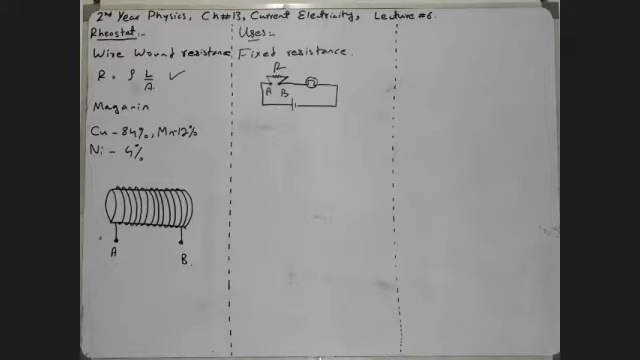 2nd Year Physics, Ch#13, Current Electricity, Lecture #6.
Rheostat:-
Wire Wound resistance
R = ρ L/A ✓
Maganin
Cu - 84%, Mn-12%
Ni - 4%
A
B
Uses:-
Fixed resistance.
R
A B